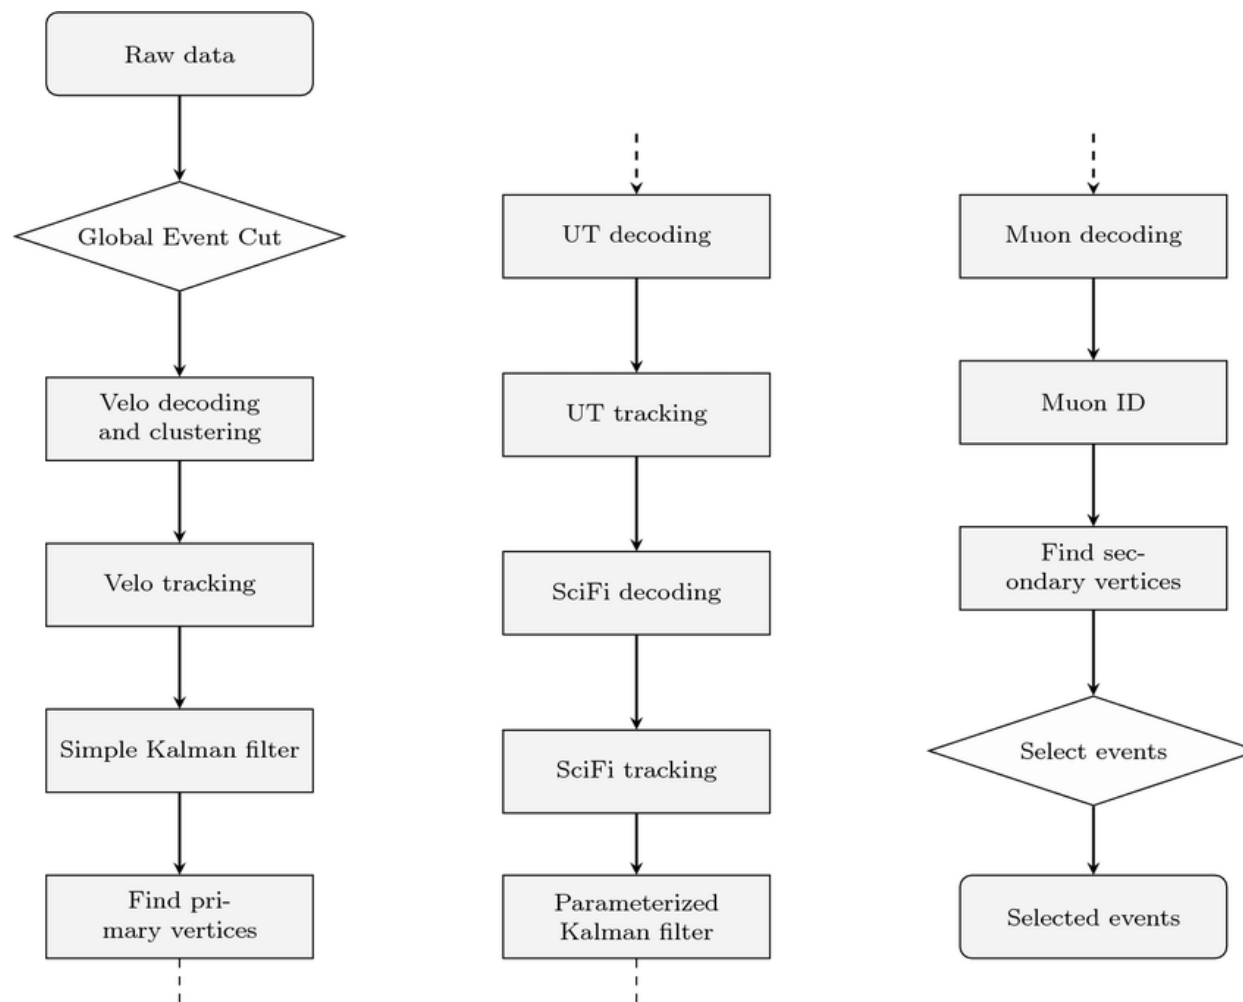 Raw data
Global Event Cut
Velo decoding
and clustering
Velo tracking
Simple Kalman filter
Find pri-
mary vertices
UT decoding
UT tracking
SciFi decoding
SciFi tracking
Parameterized
Kalman filter
Muon decoding
Muon ID
Find sec-
ondary vertices
Select events
Selected events